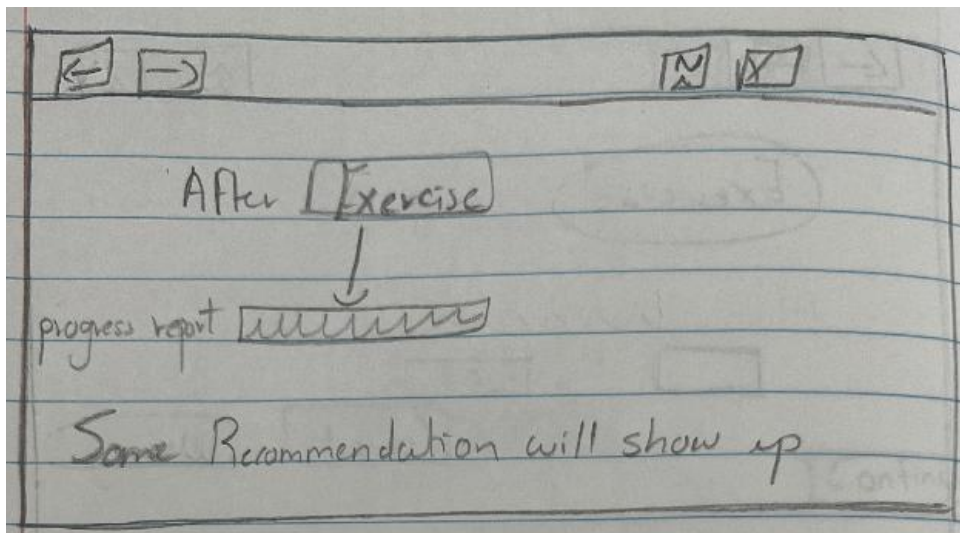 ← →
X
After Exercise
progress report
Some Recommendation will show up